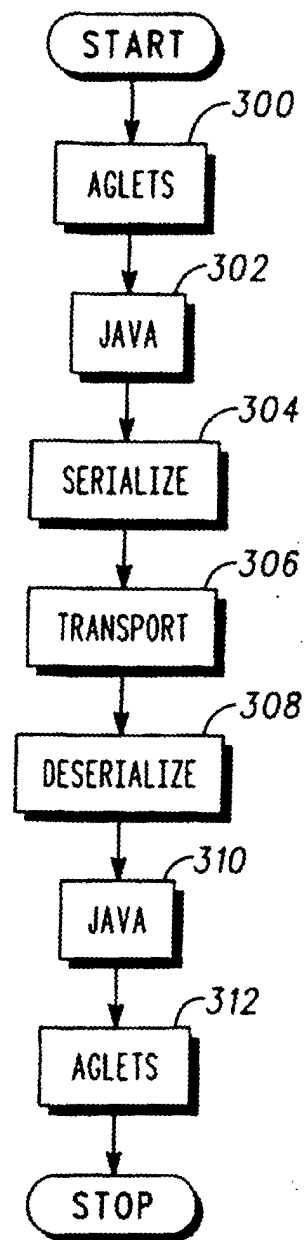 START
300
AGLETS
302
JAVA
304
SERIALIZE
306
TRANSPORT
308
DESERIALIZE
310
JAVA
312
AGLETS
STOP